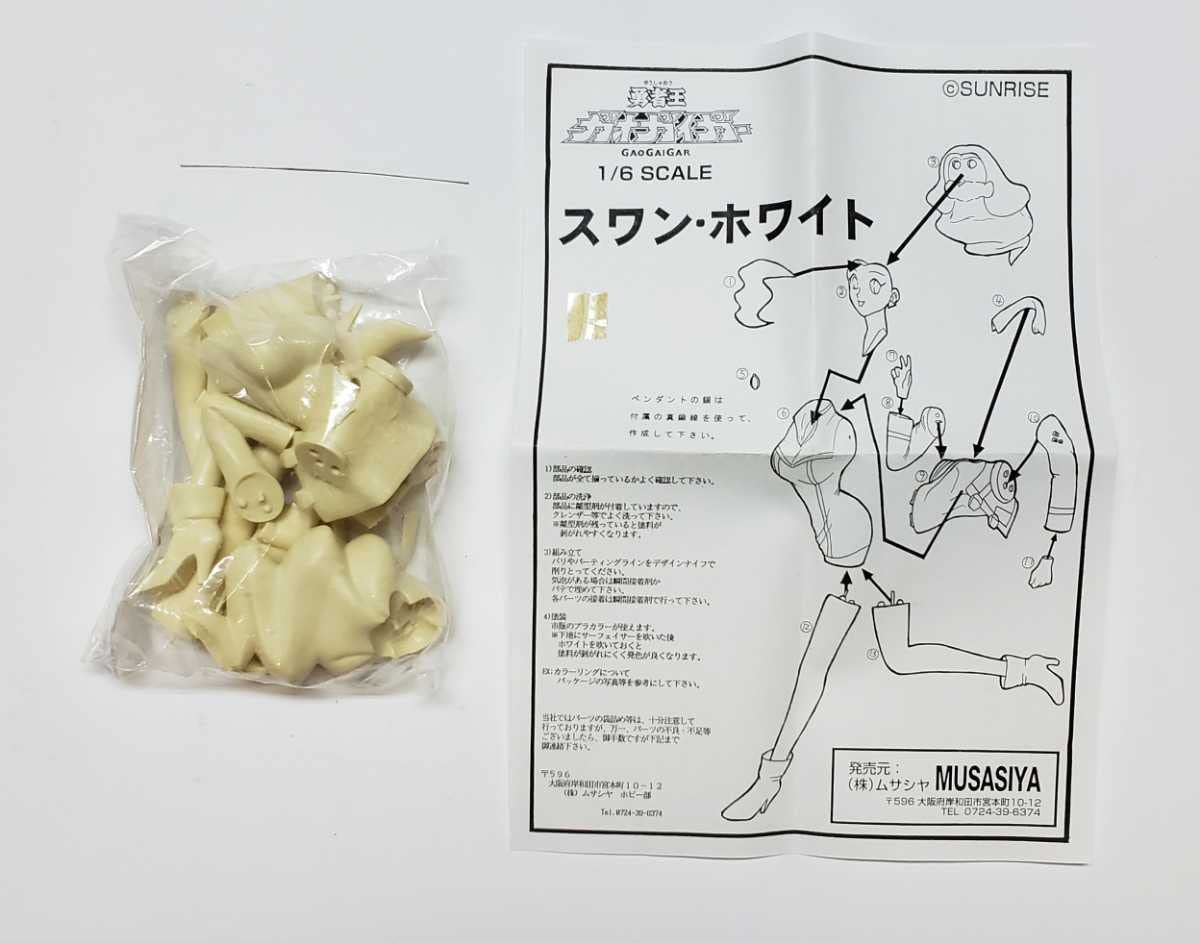 ゆうしゃおう
勇者王
ガオガイガー
GAOGAIGAR
©SUNRISE
1/6 SCALE
スワン・ホワイト
①
②
③
④
⑤
⑥
⑦
⑧
⑨
⑩
⑪
⑫
⑬
ペンダントの鎖は
付属の真鍮線を使って、
作成して下さい。
1)部品の確認
部品が全て揃っているかよく確認して下さい。
2)部品の洗浄
部品に離型剤が付着していますので、
クレンザー等でよく洗って下さい。
※離型剤が残っていると塗料が
剥がれやすくなります。
3)組み立て
バリやパーティングラインをデザインナイフで
削りとってください。
気泡がある場合は瞬間接着剤か
パテで埋めて下さい。
各パーツの接着は瞬間接着剤で行って下さい。
4)塗装
市販のプラカラーが使えます。
※下地にサーフェイサーを吹いた後
ホワイトを吹いておくと
塗料が剥がれにくく発色が良くなります。
EX:カラーリングについて
パッケージの写真等を参考にして下さい。
当社ではパーツの袋詰め等は、十分注意して
行っておりますが、万一、パーツの不良・不足等
ございましたら、御手数ですが下記まで
御連絡下さい。
〒596
大阪府岸和田市宮本町10-12
(株)ムサシヤ ホビー部
Tel.0724-39-6374
発売元：
(株)ムサシヤ MUSASIYA
〒596 大阪府岸和田市宮本町10-12
TEL 0724-39-6374